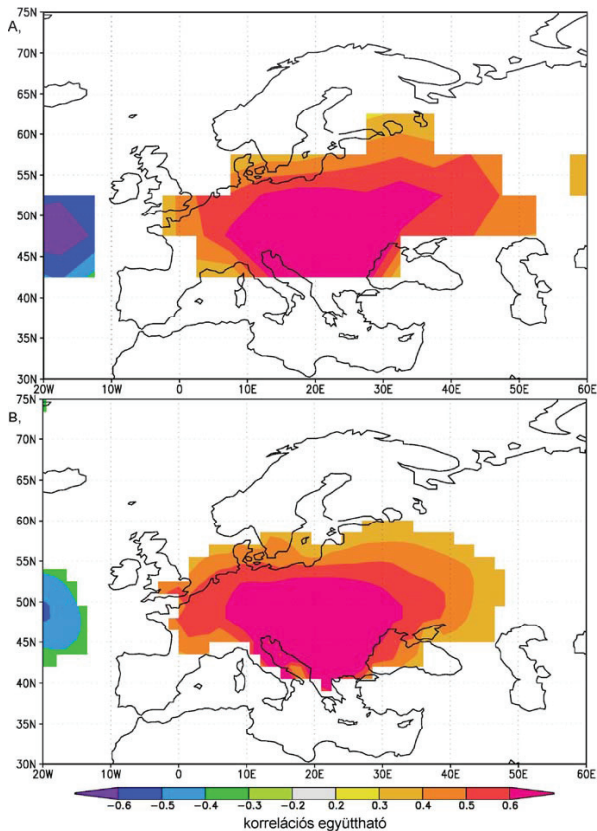 A,
75N
70N
65N
60N
55N
50N
45N
40N
35N
30N
20W 10W 0 10E 20E 30E 40E 50E 60E
B,
75N
70N
65N
60N
55N
50N
45N
40N
35N
30N
20W 10W 0 10E 20E 30E 40E 50E 60E
-0.6 -0.5 -0.4 -0.3 -0.2 0.2 0.3 0.4 0.5 0.6
korrelációs együttható